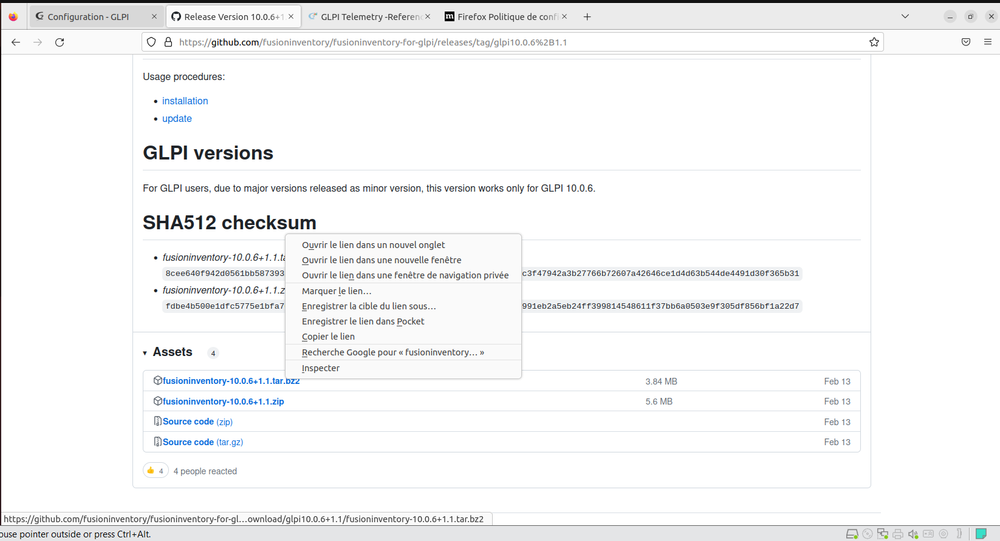 Configuration - GLPI
Release Version 10.0.6+1.
GLPI Telemetry -Referenc
Firefox Politique de confi
https://github.com/fusioninventory/fusioninventory-for-glpi/releases/tag/glpi10.0.6%2B1.1
Usage procedures:
installation
update
GLPI versions
For GLPI users, due to major versions released as minor version, this version works only for GLPI 10.0.6.
SHA512 checksum
fusioninventory-10.0.6+1.1.ta
8cee640f942d0561bb587393 c3f47942a3b27766b72607a42646ce1d4d63b544de4491d30f365b31
fusioninventory-10.0.6+1.1.z
fdbe4b500e1dfc5775e1bfa7 991eb2a5eb24ff399814548611f37bb6a0503e9f305df856bf1a22d7
Ouvrir le lien dans un nouvel onglet
Ouvrir le lien dans une nouvelle fenêtre
Ouvrir le lien dans une fenêtre de navigation privée
Marquer le lien…
Enregistrer la cible du lien sous…
Enregistrer le lien dans Pocket
Copier le lien
Recherche Google pour « fusioninventory… »
Inspecter
Assets 4
fusioninventory-10.0.6+1.1.tar.bz2 3.84 MB Feb 13
fusioninventory-10.0.6+1.1.zip 5.6 MB Feb 13
Source code (zip) Feb 13
Source code (tar.gz) Feb 13
4 4 people reacted
https://github.com/fusioninventory/fusioninventory-for-gl…ownload/glpi10.0.6+1.1/fusioninventory-10.0.6+1.1.tar.bz2
ouse pointer outside or press Ctrl+Alt.